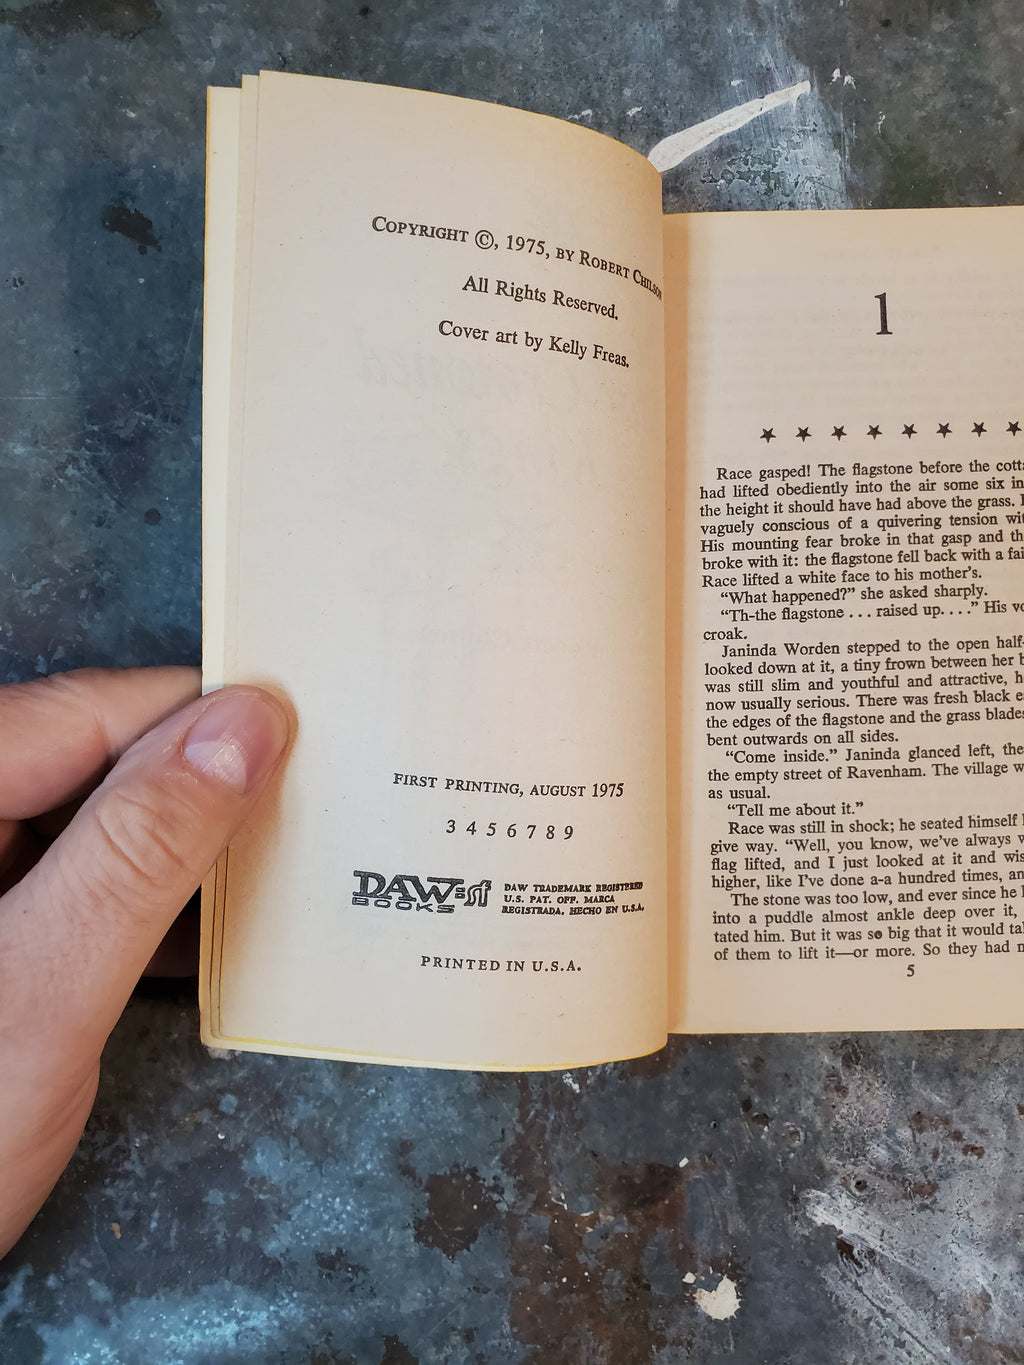 COPYRIGHT ©, 1975, BY ROBERT CHILSON
All Rights Reserved.
Cover art by Kelly Freas.
FIRST PRINTING, AUGUST 1975
3 4 5 6 7 8 9
DAW=sf
BOOKS
DAW TRADEMARK REGISTERED
U.S. PAT. OFF. MARCA
REGISTRADA. HECHO EN U.S.A.
PRINTED IN U.S.A.
1
Race gasped! The flagstone before the
had lifted obediently into the air some six
the height it should have had above the grass.
vaguely conscious of a quivering tension
His mounting fear broke in that gasp and
broke with it: the flagstone fell back with a
Race lifted a white face to his mother's.
"What happened?" she asked sharply.
"Th-the flagstone . . . raised up. . . ." His
croak.
Janinda Worden stepped to the open
looked down at it, a tiny frown between her
was still slim and youthful and attractive,
now usually serious. There was fresh black
the edges of the flagstone and the grass blades
bent outwards on all sides.
"Come inside." Janinda glanced left,
the empty street of Ravenham. The village
as usual.
"Tell me about it."
Race was still in shock; he seated himself
give way. "Well, you know, we've always
flag lifted, and I just looked at it and
higher, like I've done a-a hundred times,
The stone was too low, and ever since he
into a puddle almost ankle deep over it,
tated him. But it was so big that it would
of them to lift it—or more. So they had
5